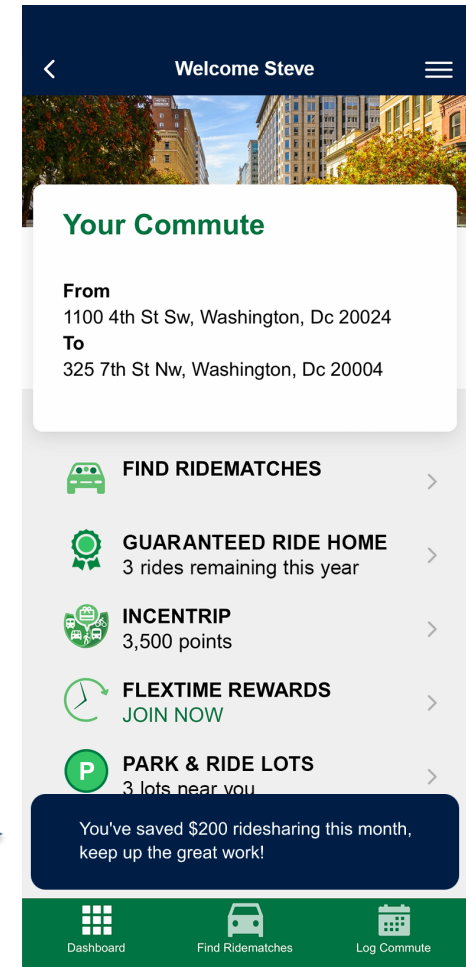 Welcome Steve
Your Commute
From
1100 4th St Sw, Washington, Dc 20024
To
325 7th St Nw, Washington, Dc 20004
FIND RIDEMATCHES
GUARANTEED RIDE HOME
3 rides remaining this year
INCENTRIP
3,500 points
FLEXTIME REWARDS
JOIN NOW
P
PARK & RIDE LOTS
3 lots near you
You've saved $200 ridesharing this month,
keep up the great work!
Dashboard
Find Ridematches
Log Commute